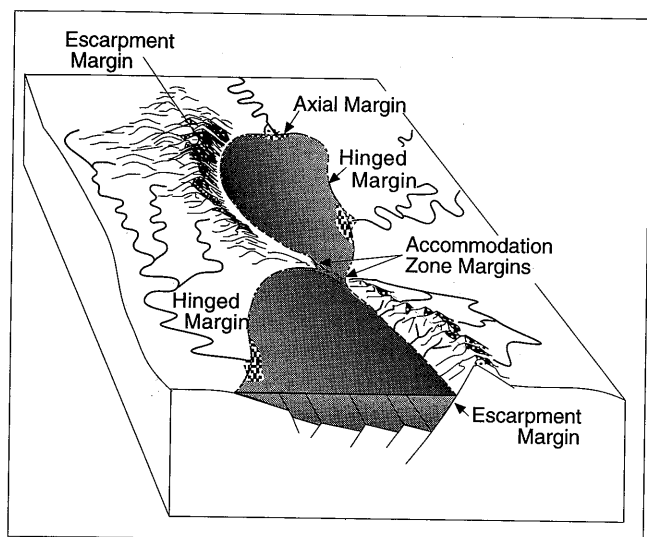 Escarpment
Margin
Axial Margin
Hinged
Margin
Accommodation
Zone Margins
Hinged
Margin
Escarpment
Margin